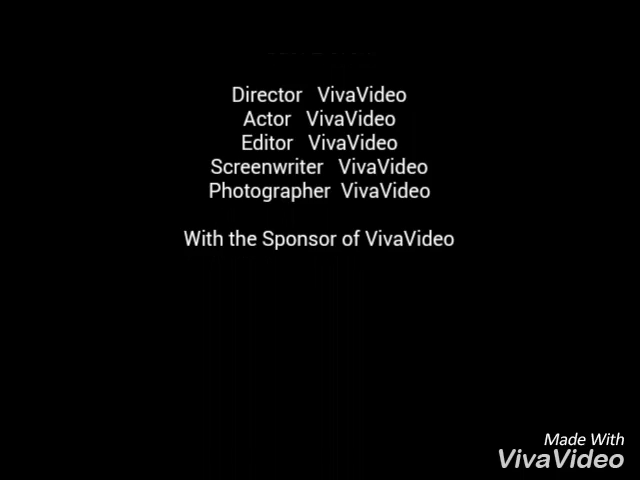 Director VivaVideo
Actor VivaVideo
Editor VivaVideo
Screenwriter VivaVideo
Photographer VivaVideo
With the Sponsor of VivaVideo
Made With
VivaVideo